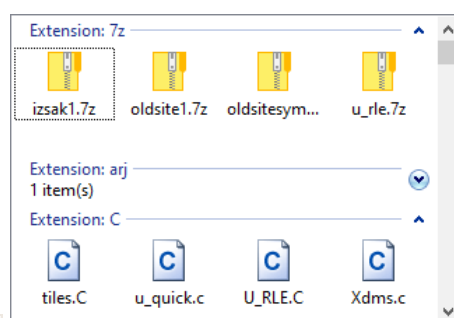 Extension: 7z
izsak1.7z oldsite1.7z oldsitesym... u_rle.7z
Extension: arj
1 item(s)
Extension: C
C C C C
tiles.C u_quick.c U_RLE.C Xdms.c